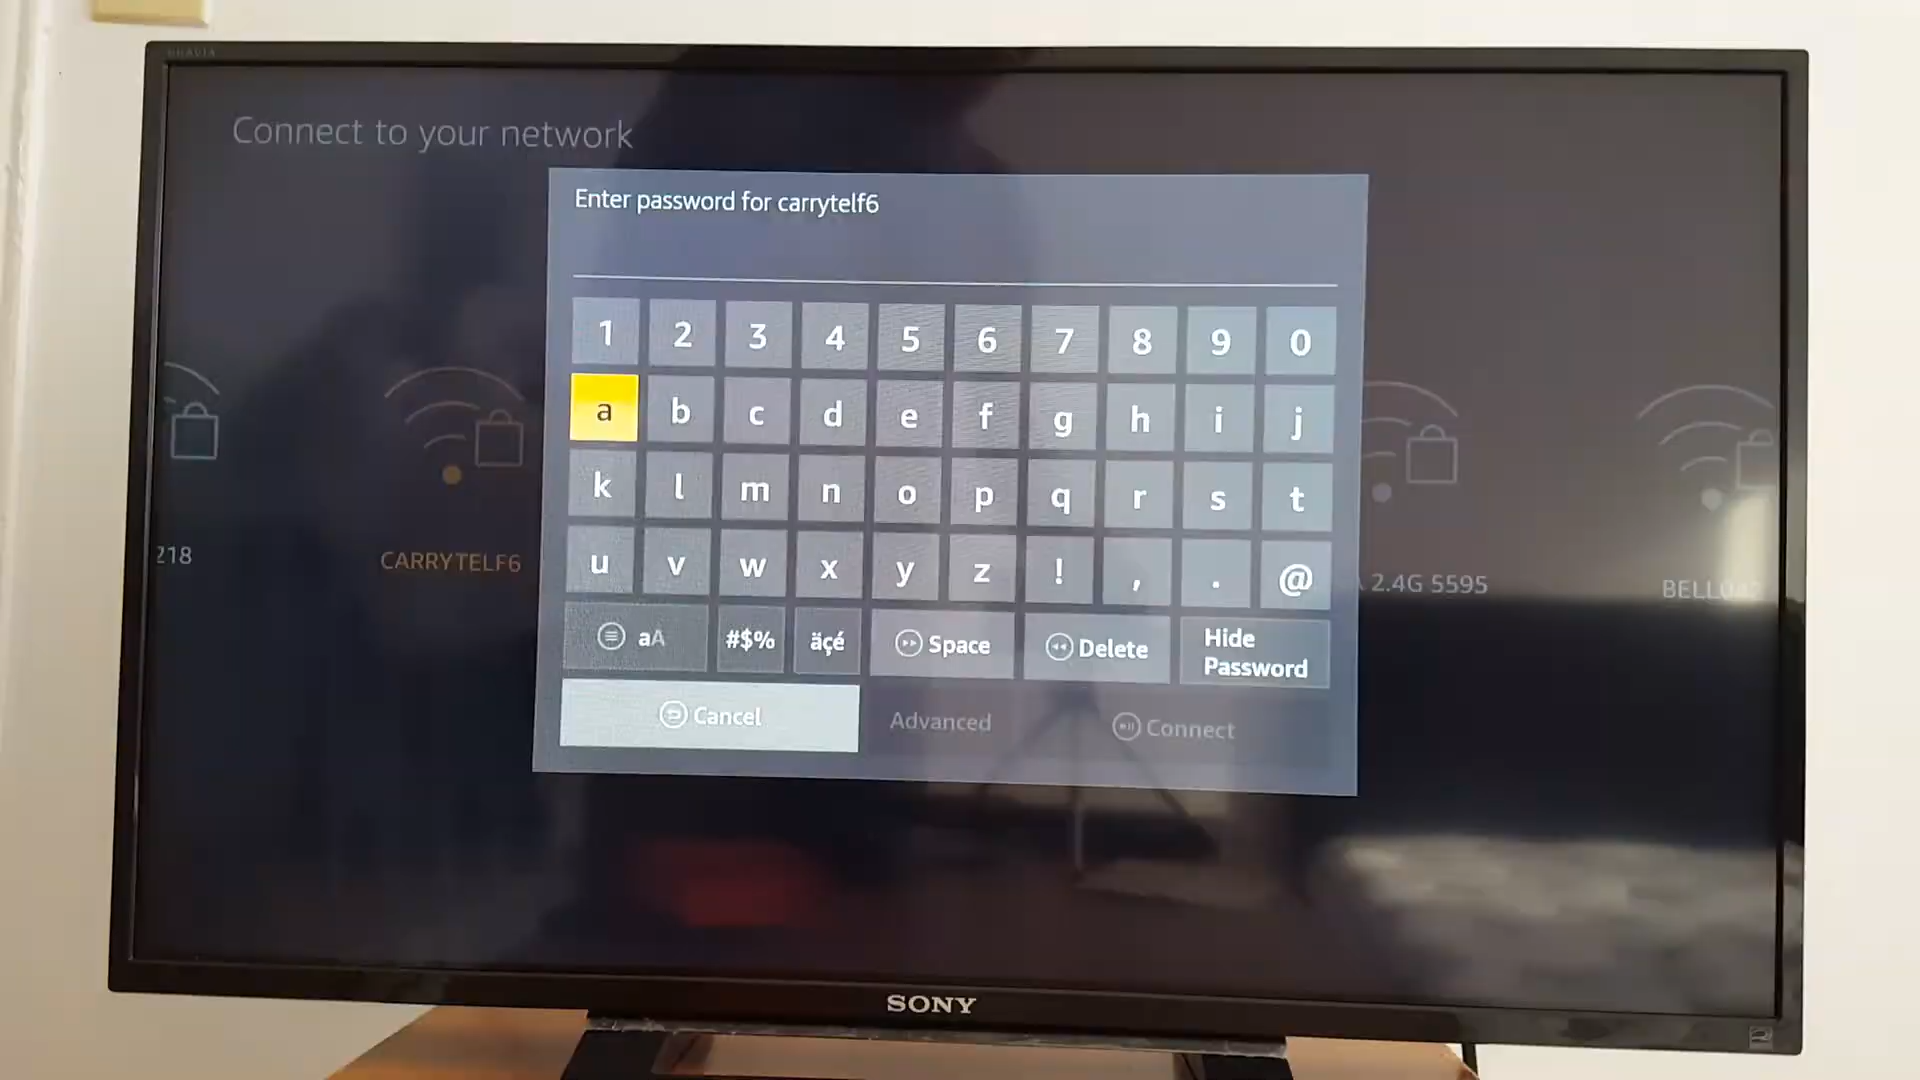 BRAVIA
Connect to your network
Enter password for carrytelf6
1 2 3 4 5 6 7 8 9 0
a b c d e f g h i j
k l m n o p q r s t
u v w x y z ! , . @
aA #$% äçé Space Delete Hide Password
Cancel Advanced Connect
218
CARRYTELF6
2.4G 5595
SONY